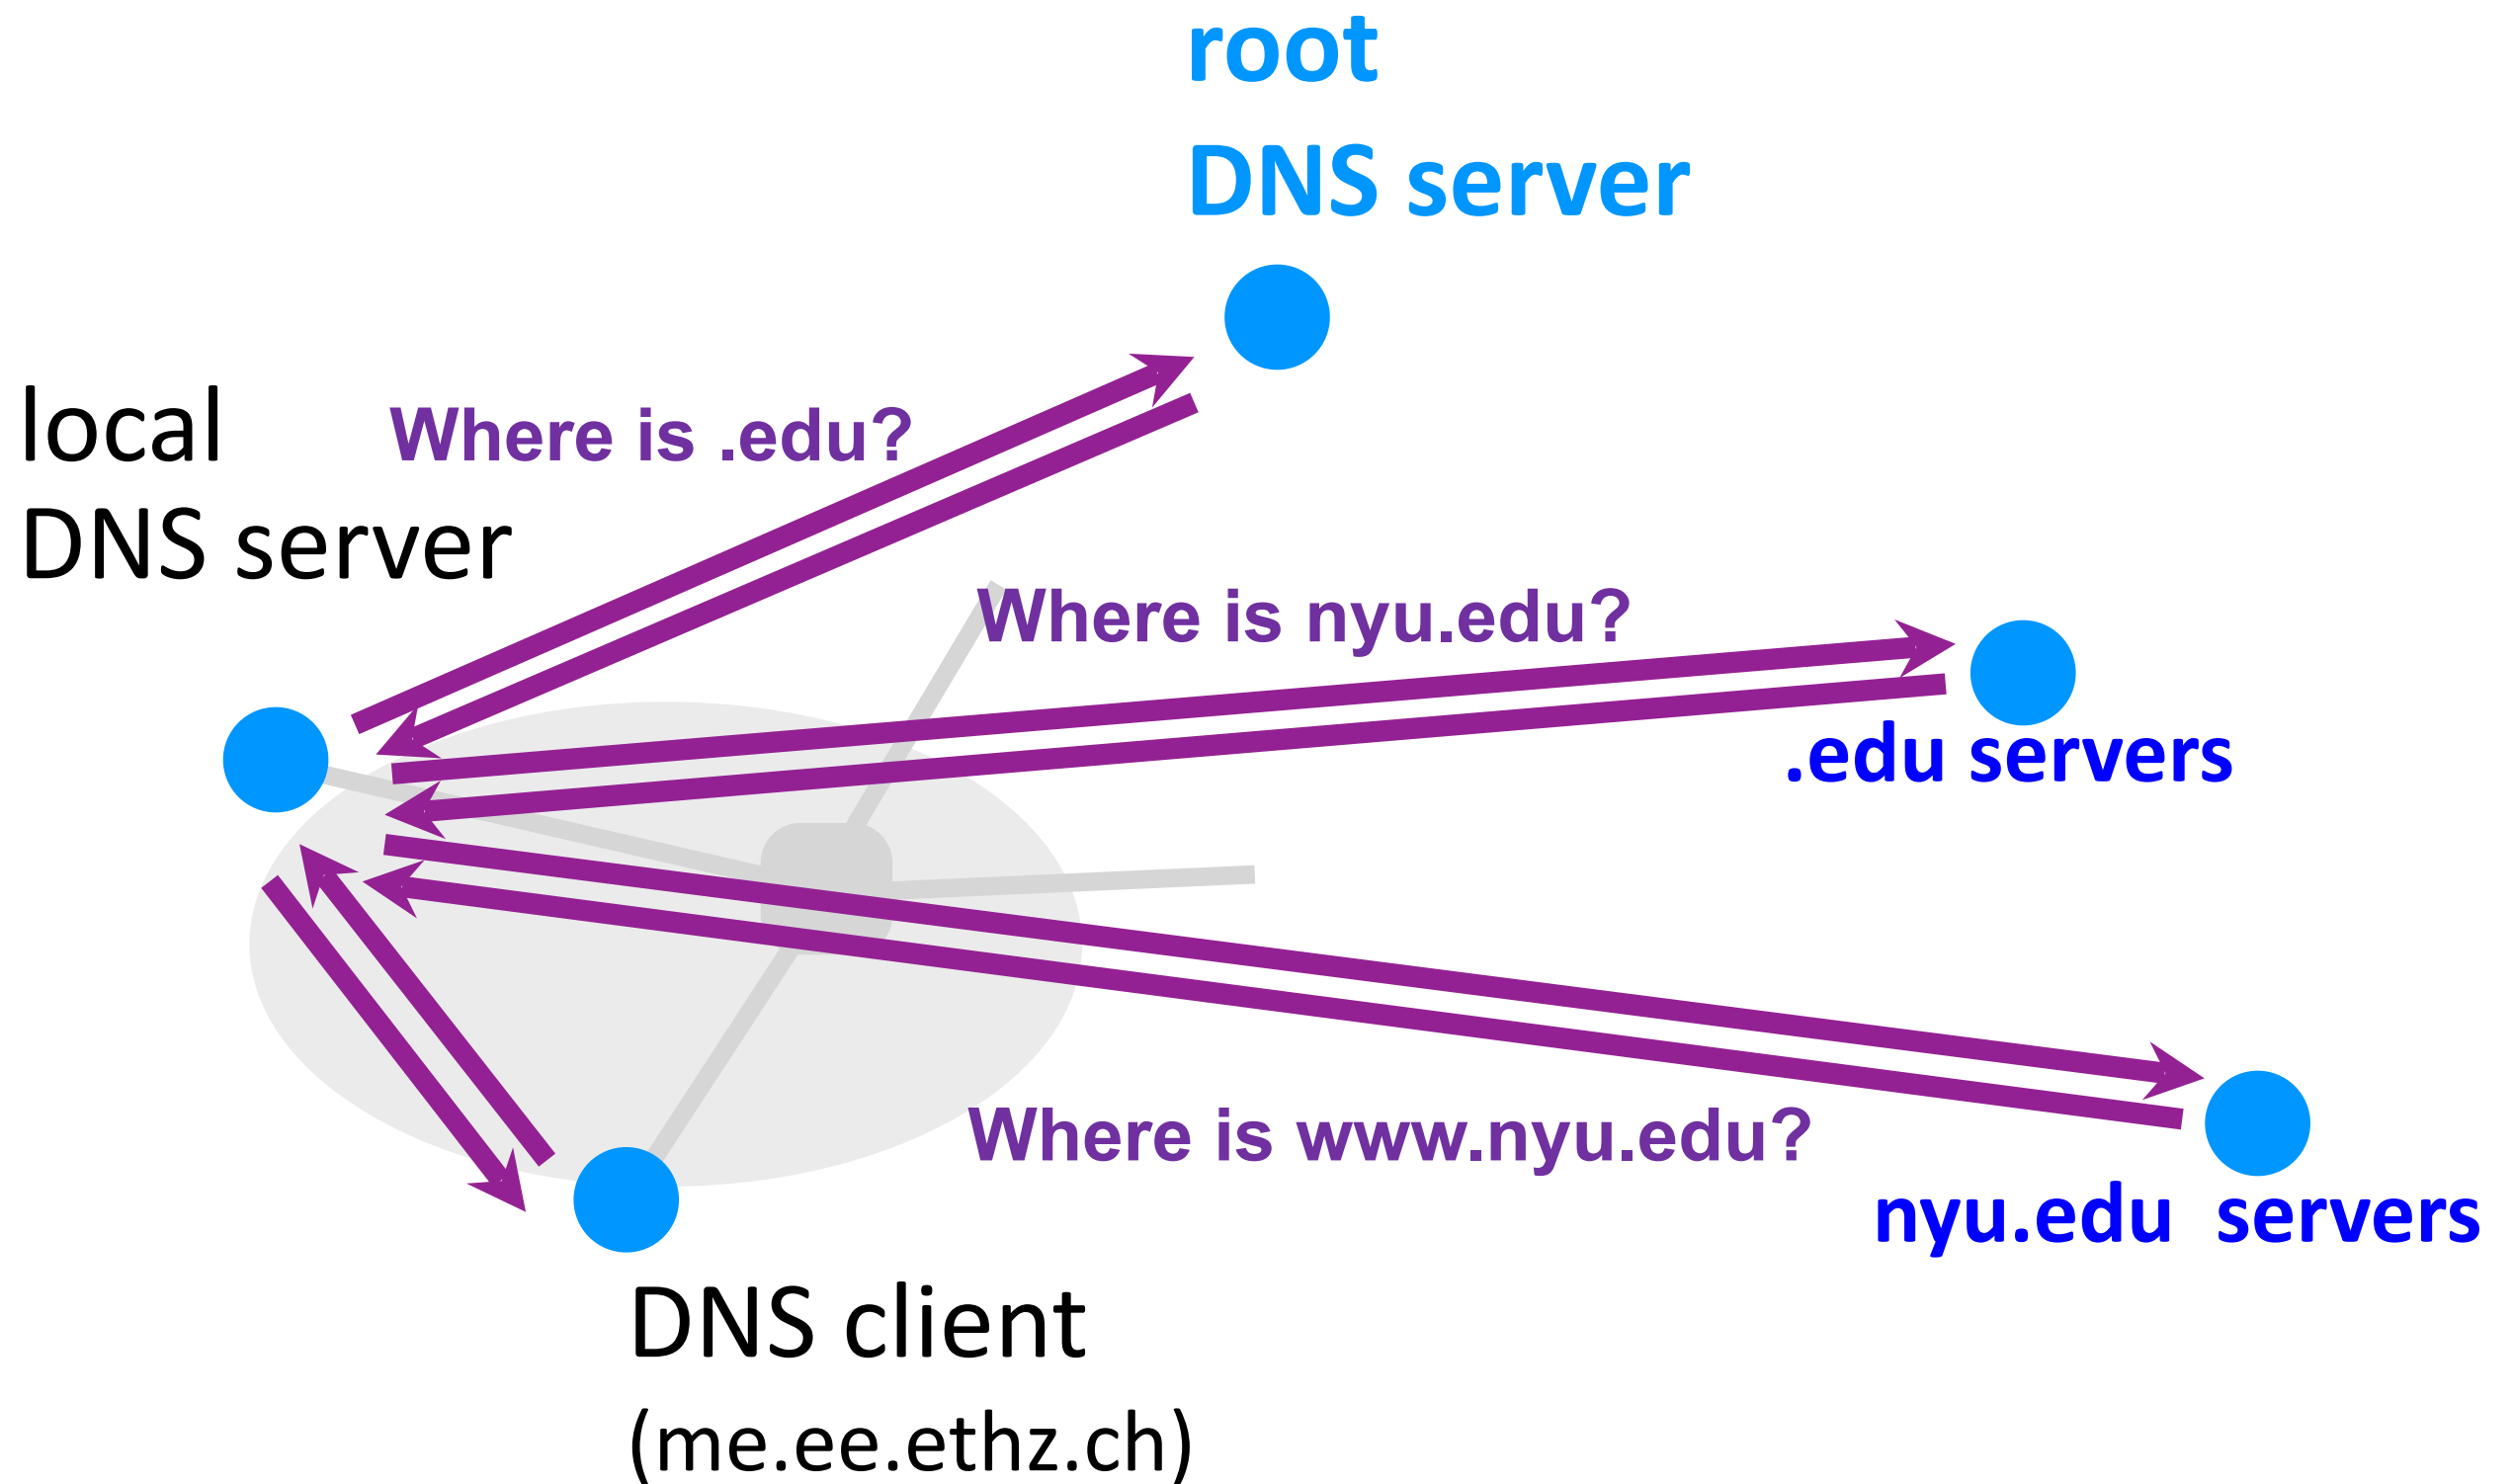 root
DNS server
local
DNS server
Where is .edu?
Where is nyu.edu?
.edu servers
Where is www.nyu.edu?
nyu.edu servers
DNS client
(me.ee.ethz.ch)